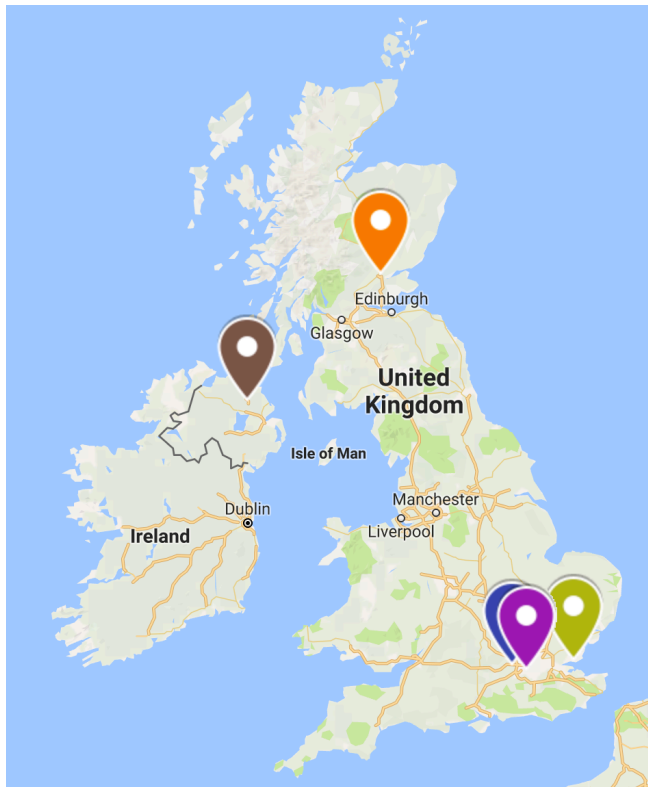 Edinburgh
Glasgow
United
Kingdom
Isle of Man
Manchester
Dublin
Liverpool
Ireland